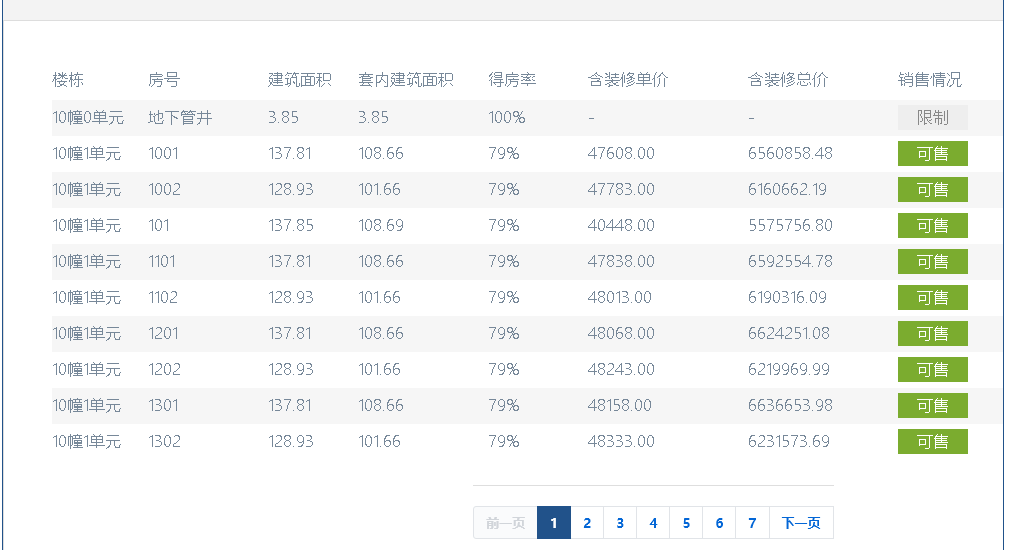 楼栋 房号 建筑面积 套内建筑面积 得房率 含装修单价 含装修总价 销售情况
10幢0单元 地下管井 3.85 3.85 100% - - 限制
10幢1单元 1001 137.81 108.66 79% 47608.00 6560858.48 可售
10幢1单元 1002 128.93 101.66 79% 47783.00 6160662.19 可售
10幢1单元 101 137.85 108.69 79% 40448.00 5575756.80 可售
10幢1单元 1101 137.81 108.66 79% 47838.00 6592554.78 可售
10幢1单元 1102 128.93 101.66 79% 48013.00 6190316.09 可售
10幢1单元 1201 137.81 108.66 79% 48068.00 6624251.08 可售
10幢1单元 1202 128.93 101.66 79% 48243.00 6219969.99 可售
10幢1单元 1301 137.81 108.66 79% 48158.00 6636653.98 可售
10幢1单元 1302 128.93 101.66 79% 48333.00 6231573.69 可售
前一页 1 2 3 4 5 6 7 下一页